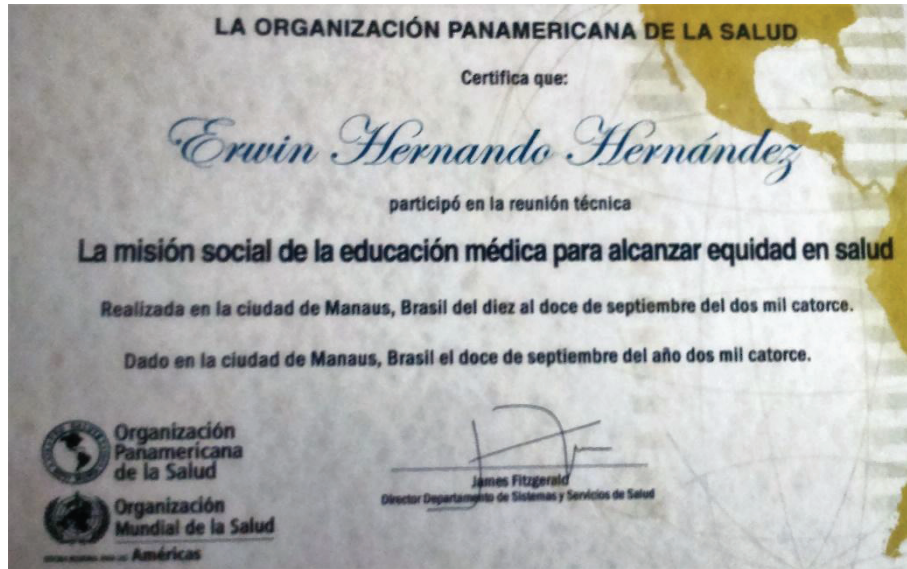 LA ORGANIZACIÓN PANAMERICANA DE LA SALUD
Certifica que:
Erwin Hernando Hernández
participó en la reunión técnica
La misión social de la educación médica para alcanzar equidad en salud
Realizada en la ciudad de Manaus, Brasil del diez al doce de septiembre del dos mil catorce.
Dado en la ciudad de Manaus, Brasil el doce de septiembre del año dos mil catorce.
Organización
Panamericana
de la Salud
Organización
Mundial de la Salud
Américas
James Fitzgerald
Director Departamento de Sistemas y Servicios de Salud